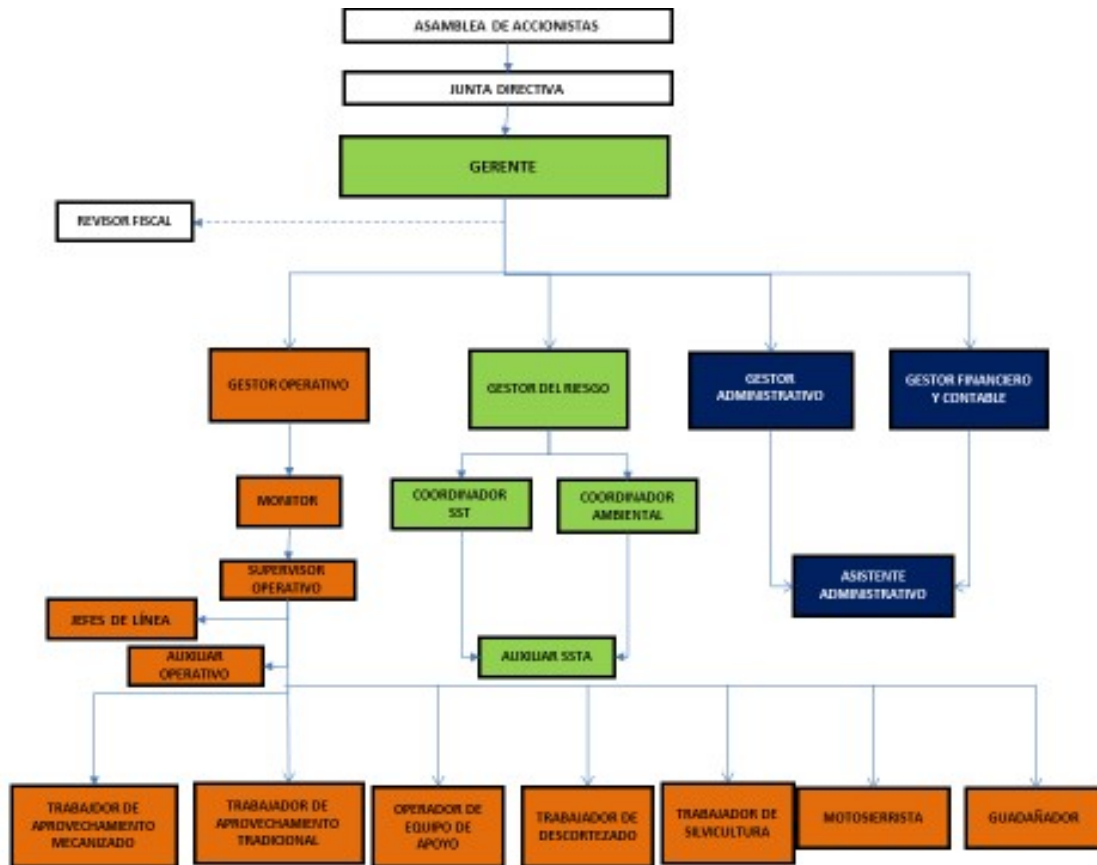 ASAMBLEA DE ACCIONISTAS
JUNTA DIRECTIVA
GERENTE
REVISOR FISCAL
GESTOR OPERATIVO
GESTOR DEL RIESGO
GESTOR
ADMINISTRATIVO
GESTOR FINANCIERO
Y CONTABLE
MONITOR
COORDINADOR
SST
COORDINADOR
AMBIENTAL
SUPERVISOR
OPERATIVO
ASISTENTE
ADMINISTRATIVO
JEFES DE LÍNEA
AUXILIAR
OPERATIVO
AUXILIAR SSTA
TRABAJDOR DE
APROVECHAMIENTO
MECANIZADO
TRABAJADOR DE
APROVECHAMIENTO
TRADICIONAL
OPERADOR DE
EQUIPO DE
APOYO
TRABAJADOR DE
DESCORTEZADO
TRABAJADOR DE
SILVICULTURA
MOTOSIERRISTA
GUADAÑADOR